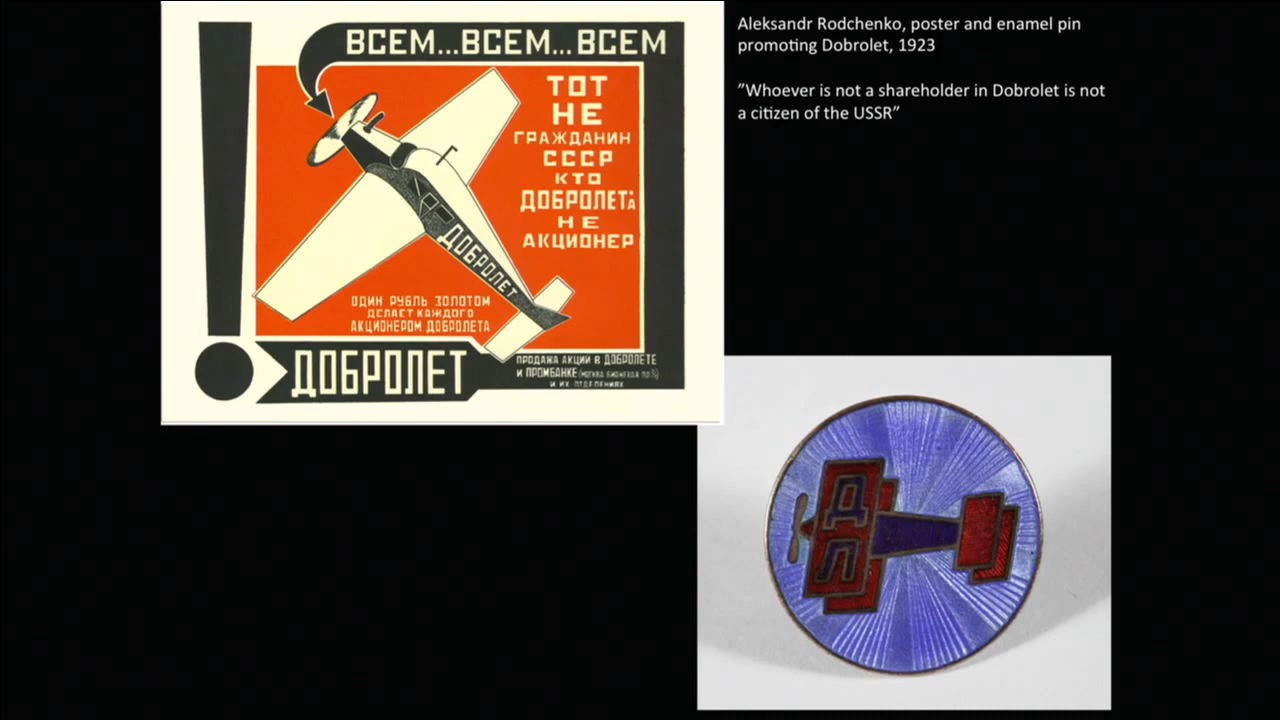 ВСЕМ...ВСЕМ...ВСЕМ
ТОТ
НЕ
ГРАЖДАНИН
СССР
КТО
ДОБРОЛЕТА
НЕ
АКЦИОНЕР
ДОБРОЛЕТ
ОДИН РУБЛЬ ЗОЛОТОМ
ДЕЛАЕТ КАЖДОГО
АКЦИОНЕРОМ ДОБРОЛЕТА
!
ДОБРОЛЕТ
ПРОДАЖА АКЦИЙ В ДОБРОЛЕТЕ
И ПРОМБАНКЕ (МОСКВА
И ИХ ОТДЕЛЕНИЯХ
Aleksandr Rodchenko, poster and enamel pin
promoting Dobrolet, 1923
”Whoever is not a shareholder in Dobrolet is not
a citizen of the USSR”
Д
Л